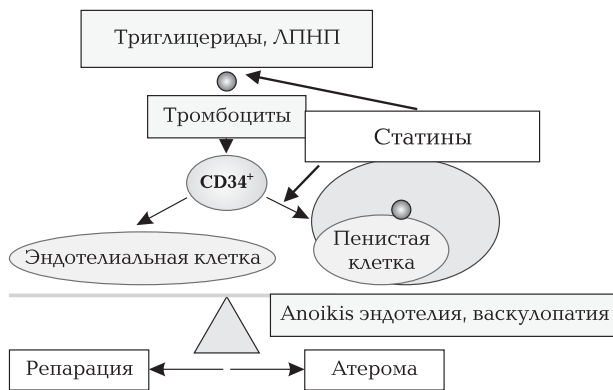 Триглицериды, ЛПНП
Тромбоциты
Статины
CD34⁺
Эндотелиальная клетка
Пенистая
клетка
Anoikis эндотелия, васкулопатия
Репарация
Атерома